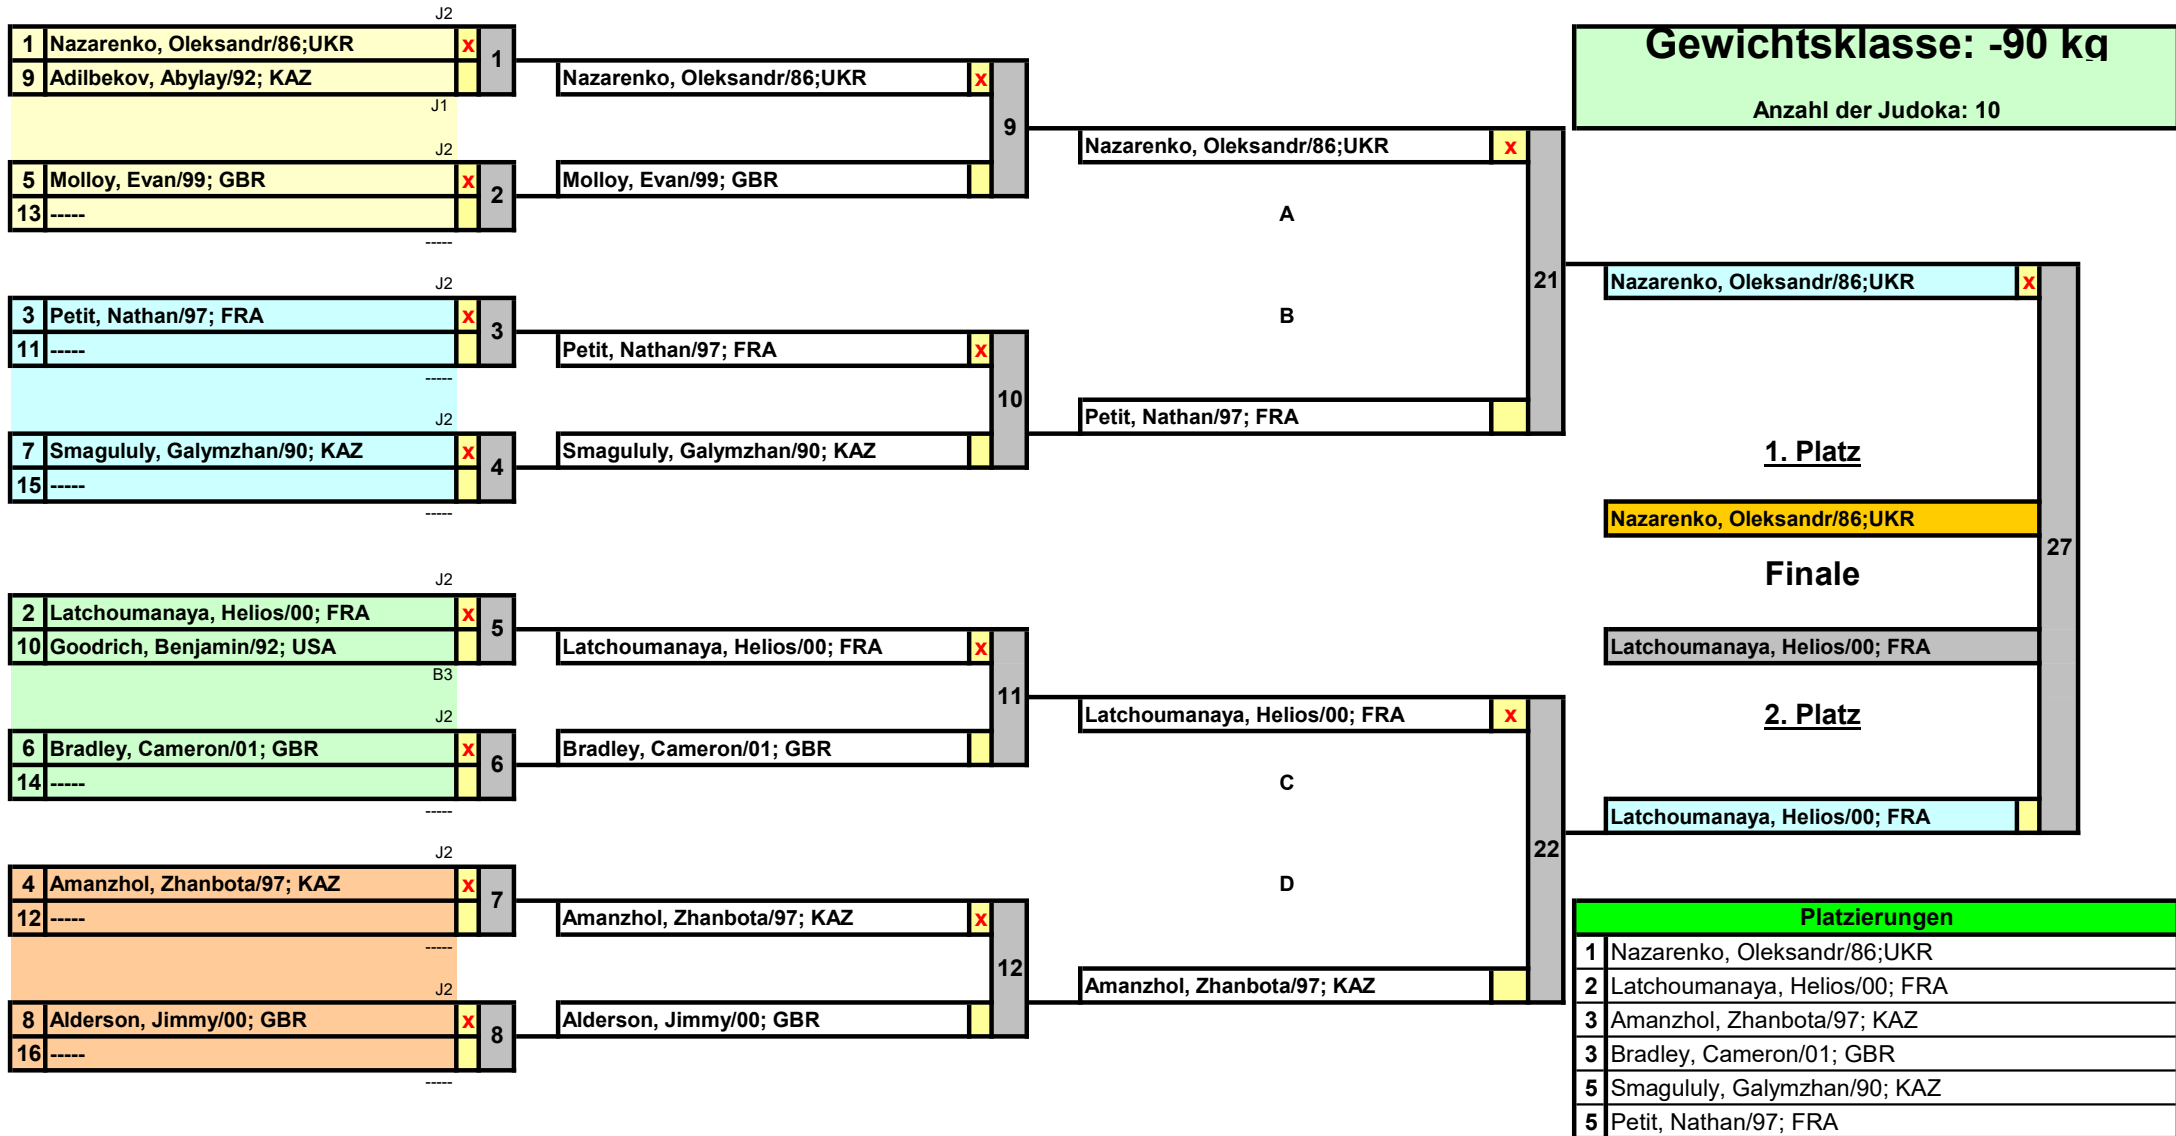 J2
1 Nazarenko, Oleksandr/86;UKR x 1
9 Adilbekov, Abylay/92; KAZ
J1
J2
5 Molloy, Evan/99; GBR x 2
13 -----
-----
J2
3 Petit, Nathan/97; FRA x 3
11 -----
-----
J2
7 Smagululy, Galymzhan/90; KAZ x 4
15 -----
-----
J2
2 Latchoumanaya, Helios/00; FRA x 5
10 Goodrich, Benjamin/92; USA
B3
J2
6 Bradley, Cameron/01; GBR x 6
14 -----
-----
J2
4 Amanzhol, Zhanbota/97; KAZ x 7
12 -----
-----
J2
8 Alderson, Jimmy/00; GBR x 8
16 -----
-----
Nazarenko, Oleksandr/86;UKR x
9
Molloy, Evan/99; GBR
Petit, Nathan/97; FRA x
10
Smagululy, Galymzhan/90; KAZ
Latchoumanaya, Helios/00; FRA x
11
Bradley, Cameron/01; GBR
Amanzhol, Zhanbota/97; KAZ x
12
Alderson, Jimmy/00; GBR
Nazarenko, Oleksandr/86;UKR x
A
21
B
Petit, Nathan/97; FRA
Latchoumanaya, Helios/00; FRA x
C
22
D
Amanzhol, Zhanbota/97; KAZ
Gewichtsklasse: -90 kg
Anzahl der Judoka: 10
Nazarenko, Oleksandr/86;UKR x
1. Platz
Nazarenko, Oleksandr/86;UKR
27
Finale
Latchoumanaya, Helios/00; FRA
2. Platz
Latchoumanaya, Helios/00; FRA
Platzierungen
1 Nazarenko, Oleksandr/86;UKR
2 Latchoumanaya, Helios/00; FRA
3 Amanzhol, Zhanbota/97; KAZ
3 Bradley, Cameron/01; GBR
5 Smagululy, Galymzhan/90; KAZ
5 Petit, Nathan/97; FRA